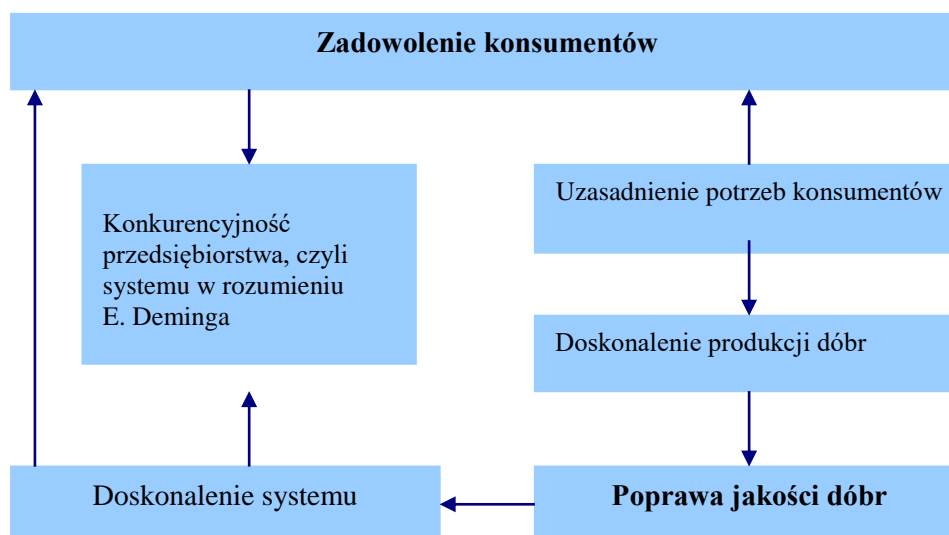 Zadowolenie konsumentów
Konkurencyjność
przedsiębiorstwa, czyli
systemu w rozumieniu
E. Deminga
Uzasadnienie potrzeb konsumentów
Doskonalenie produkcji dóbr
Doskonalenie systemu
Poprawa jakości dóbr